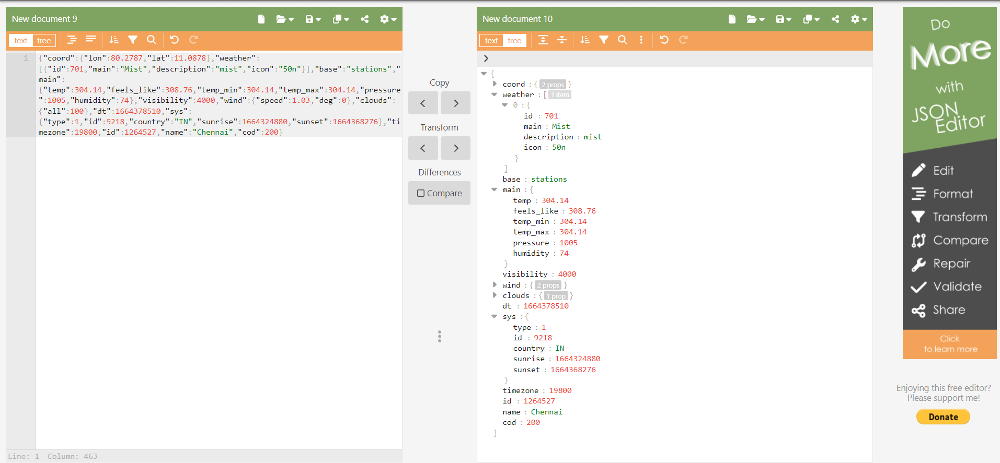 New document 9
text tree
1
{"coord":{"lon":80.2787,"lat":11.0878},"weather":
[{"id":701,"main":"Mist","description":"mist","icon":"50n"}],"base":"stations","
main":
{"temp":304.14,"feels_like":308.76,"temp_min":304.14,"temp_max":304.14,"pressure
":1005,"humidity":74},"visibility":4000,"wind":{"speed":1.03,"deg":0},"clouds":
{"all":100},"dt":1664378510,"sys":
{"type":1,"id":9218,"country":"IN","sunrise":1664324880,"sunset":1664368276},"ti
mezone":19800,"id":1264527,"name":"Chennai","cod":200}
Line: 1 Column: 463
Copy
Transform
Differences
Compare
New document 10
text tree
{
coord : { 2 props }
weather : [ 1 item
0 : {
id : 701
main : Mist
description : mist
icon : 50n
}
]
base : stations
main : {
temp : 304.14
feels_like : 308.76
temp_min : 304.14
temp_max : 304.14
pressure : 1005
humidity : 74
}
visibility : 4000
wind : { 2 props }
clouds : { 1 prop }
dt : 1664378510
sys : {
type : 1
id : 9218
country : IN
sunrise : 1664324880
sunset : 1664368276
}
timezone : 19800
id : 1264527
name : Chennai
cod : 200
}
Do
More
with
JSON
Editor
Edit
Format
Transform
Compare
Repair
Validate
Share
Click
to learn more
Enjoying this free editor?
Please support me!
Donate